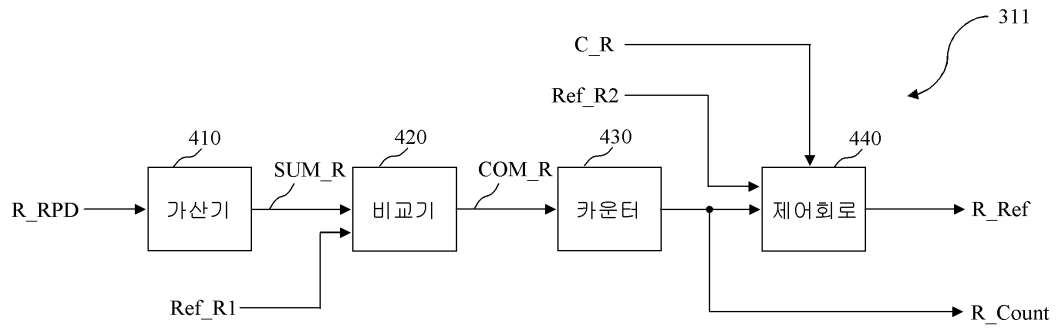 311
C_R
Ref_R2
410
420
430
440
SUM_R
COM_R
R_RPD
가산기
비교기
카운터
제어회로
R_Ref
Ref_R1
R_Count